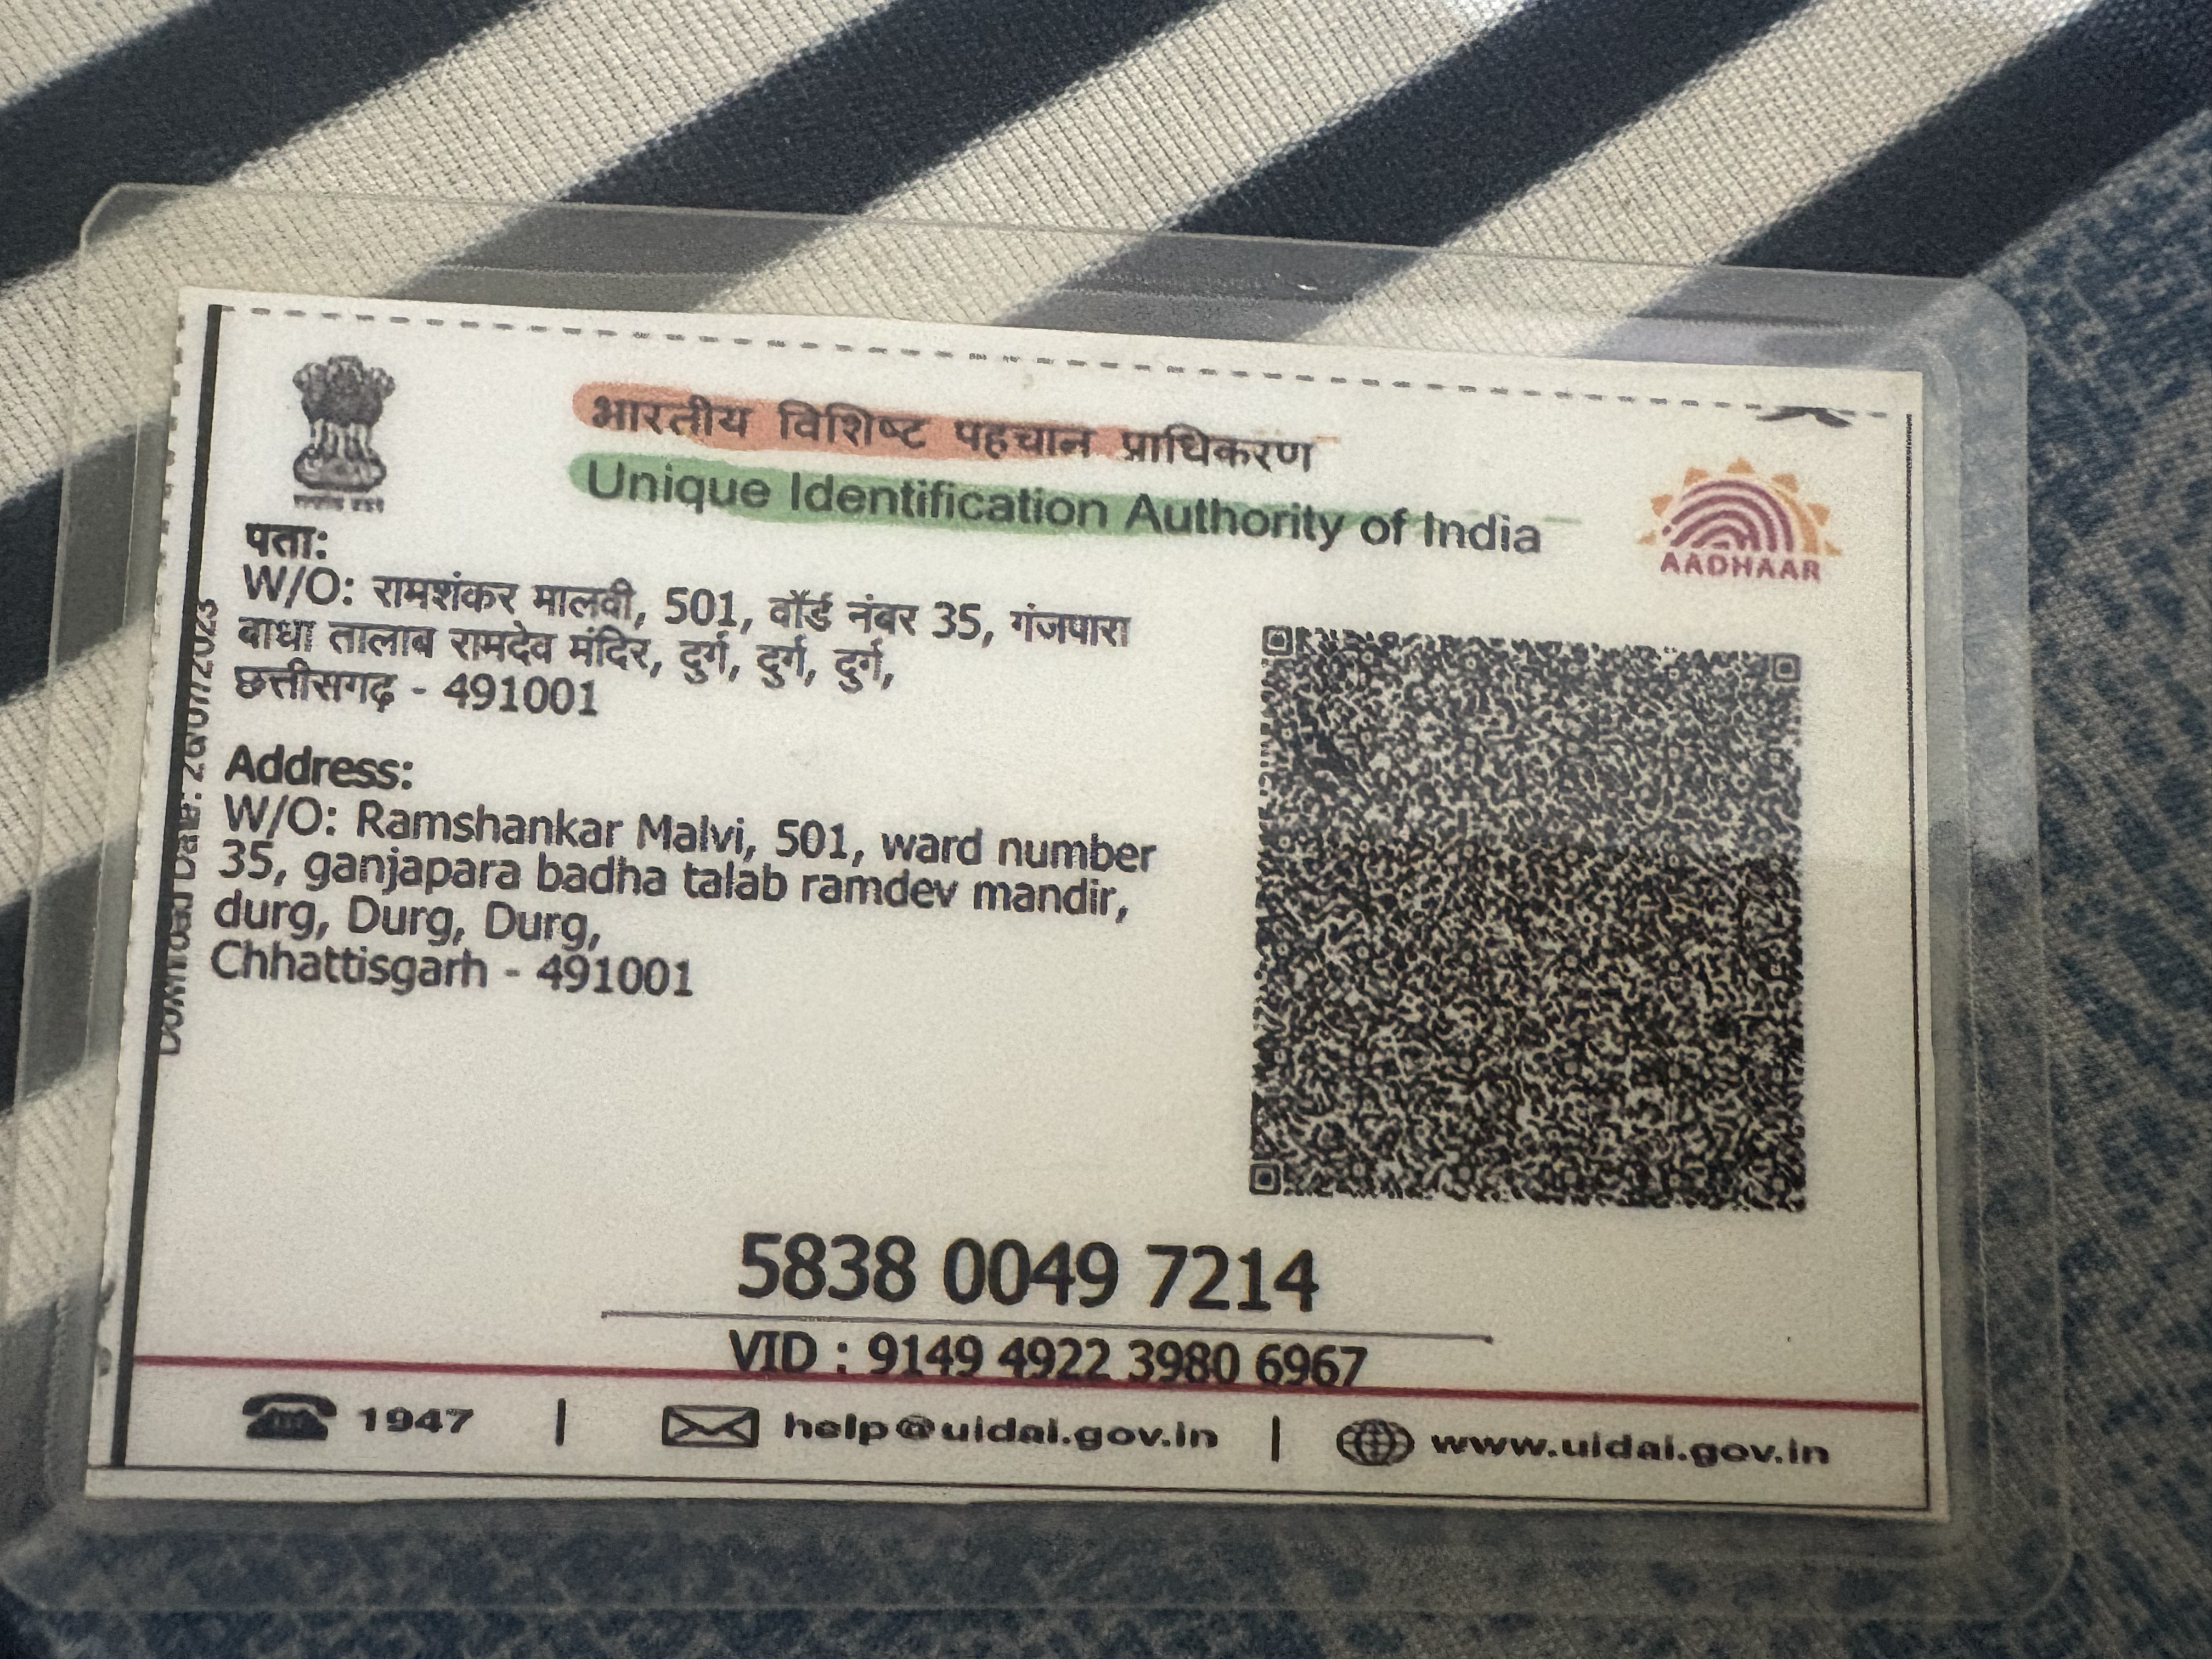 भारतीय विशिष्ट पहचान प्राधिकरण
Unique Identification Authority of India
AADHAAR
पता:
W/O: रामशंकर मालवी, 501, वॉर्ड नंबर 35, गंजपारा
बाधा तालाब रामदेव मंदिर, दुर्ग, दुर्ग, दुर्ग,
छत्तीसगढ़ - 491001
Address:
W/O: Ramshankar Malvi, 501, ward number
35, ganjapara badha talab ramdev mandir,
durg, Durg, Durg,
Chhattisgarh - 491001
Download Date:
5838 0049 7214
VID : 9149 4922 3980 6967
1947 | help@uidai.gov.in | www.uidai.gov.in